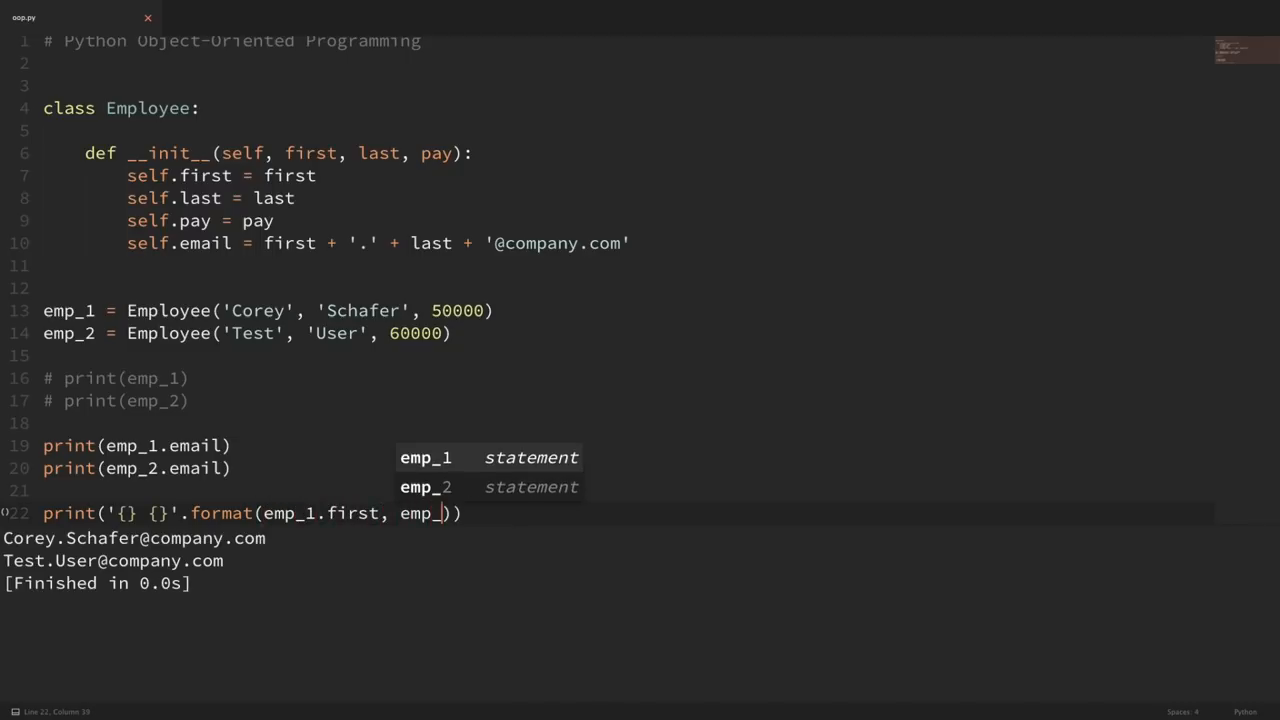 oop.py
1 # Python Object-Oriented Programming
2
3
4 class Employee:
5
6 def __init__(self, first, last, pay):
7 self.first = first
8 self.last = last
9 self.pay = pay
10 self.email = first + '.' + last + '@company.com'
11
12
13 emp_1 = Employee('Corey', 'Schafer', 50000)
14 emp_2 = Employee('Test', 'User', 60000)
15
16 # print(emp_1)
17 # print(emp_2)
18
19 print(emp_1.email)
20 print(emp_2.email)
emp_1 statement
emp_2 statement
21
22 print('{} {}'.format(emp_1.first, emp_))
Corey.Schafer@company.com
Test.User@company.com
[Finished in 0.0s]
Line 22, Column 39
Spaces: 4
Python